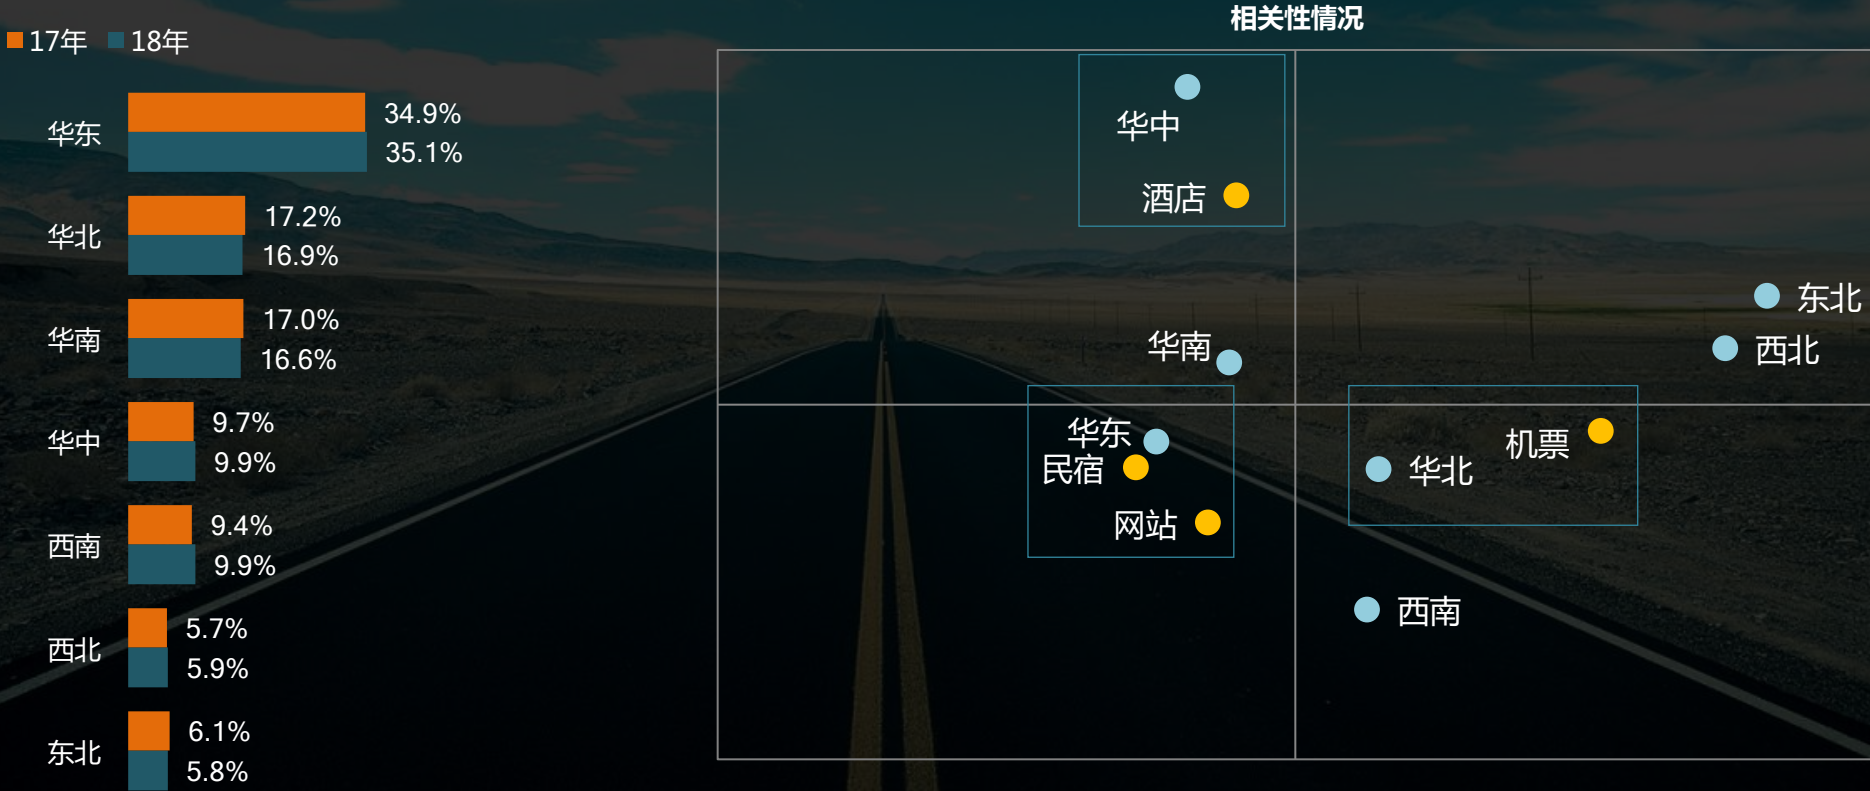 相关性情况
17年 18年
华东
34.9%
35.1%
华北
17.2%
16.9%
华南
17.0%
16.6%
华中
9.7%
9.9%
西南
9.4%
9.9%
西北
5.7%
5.9%
东北
6.1%
5.8%
华中
酒店
东北
西北
华南
华东
民宿
网站
机票
华北
西南